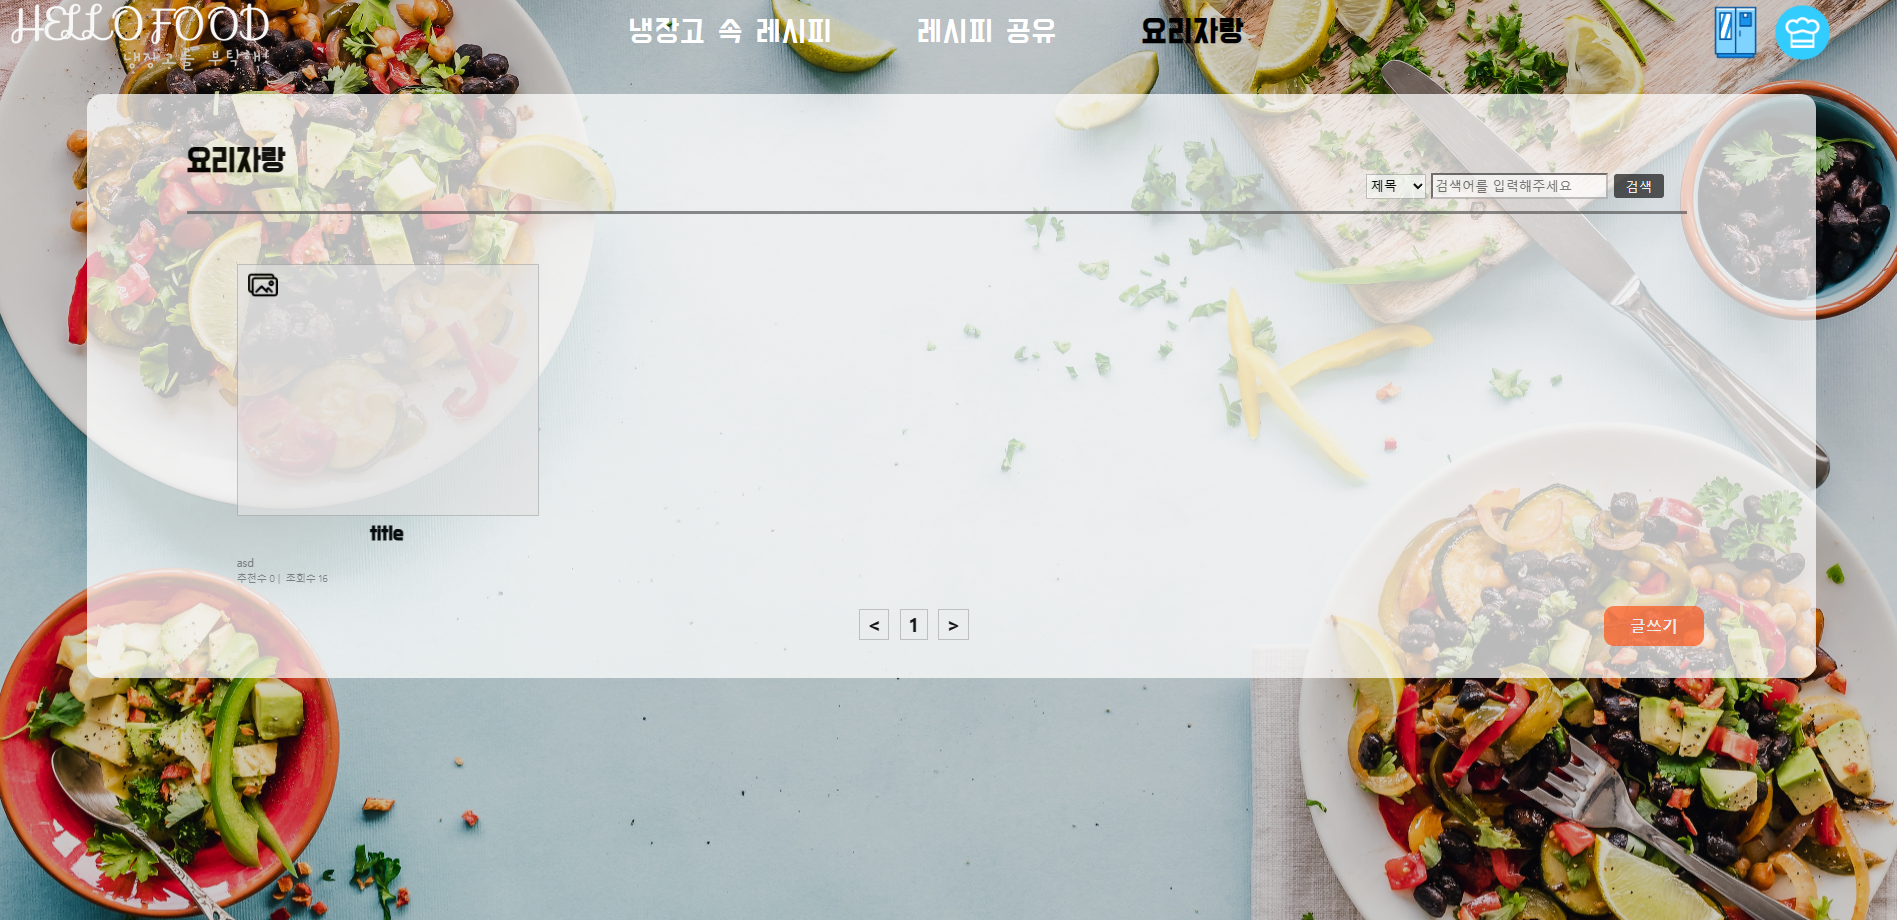 HELLO FOOD
냉장고를 부탁해!
냉장고 속 레시피 레시피 공유 요리자랑
요리자랑
제목 검색어를 입력해주세요 검색
title
asd
추천수 0 | 조회수 16
< 1 >
글쓰기